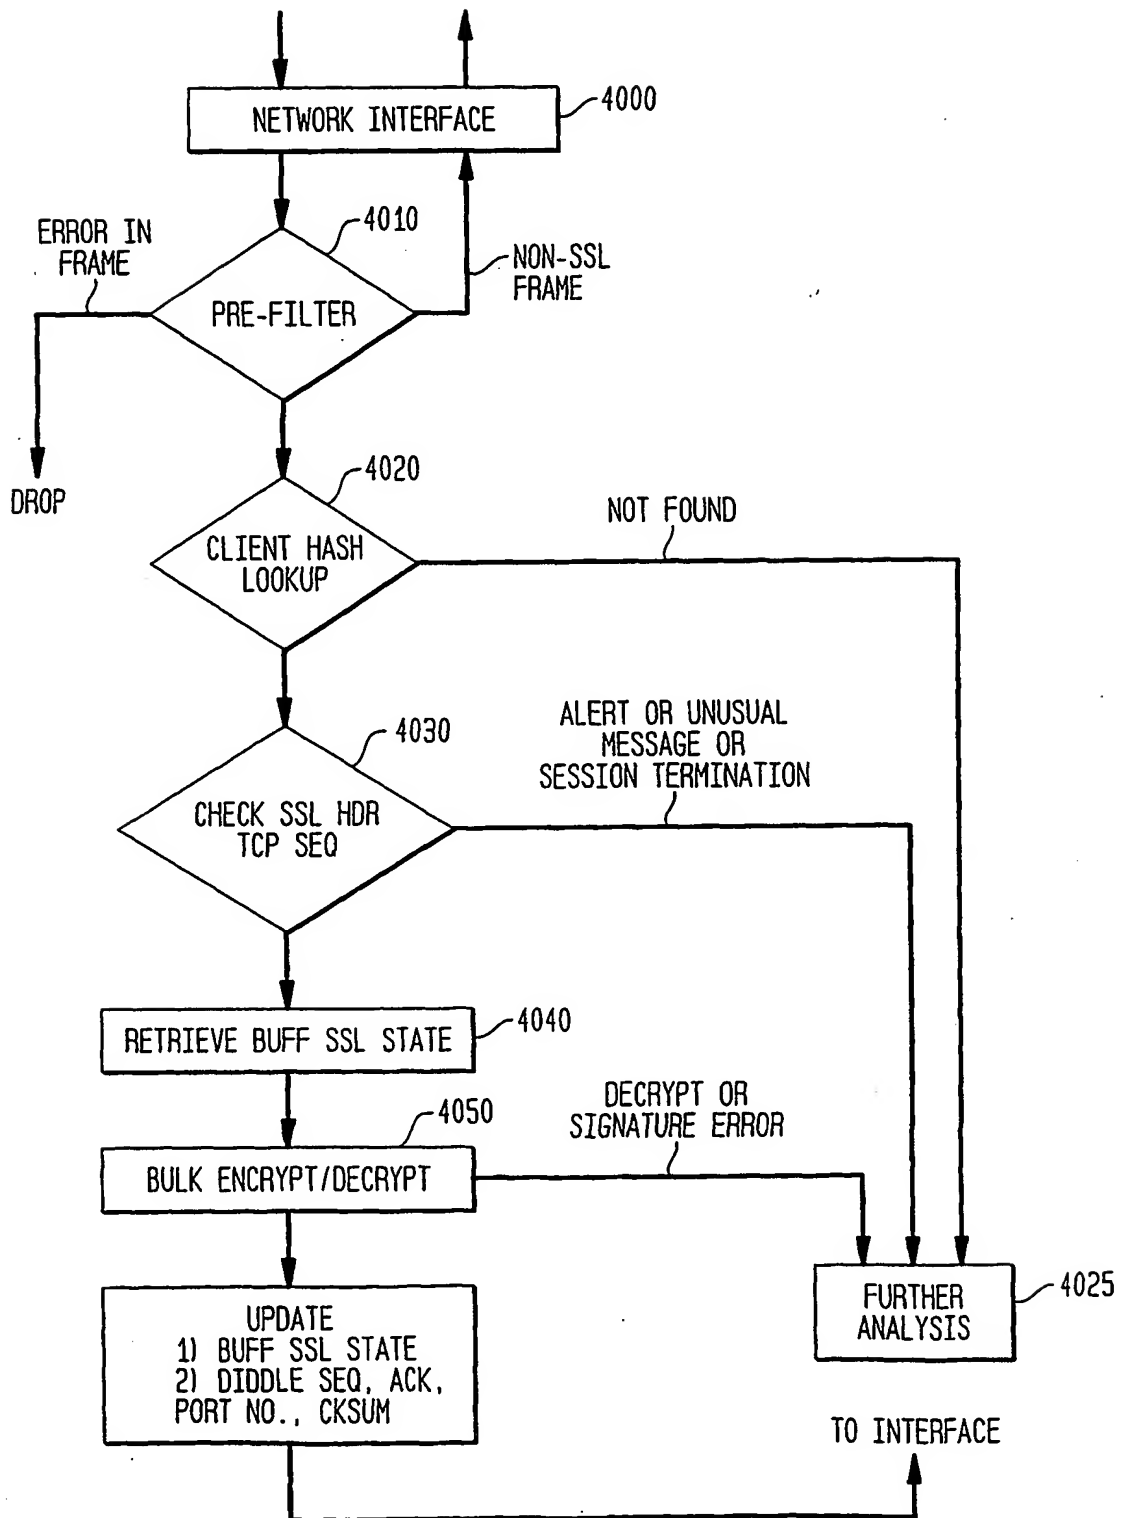 NETWORK INTERFACE
4000
4010
ERROR IN
FRAME
PRE-FILTER
NON-SSL
FRAME
DROP
4020
CLIENT HASH
LOOKUP
NOT FOUND
4030
CHECK SSL HDR
TCP SEQ
ALERT OR UNUSUAL
MESSAGE OR
SESSION TERMINATION
RETRIEVE BUFF SSL STATE
4040
4050
BULK ENCRYPT/DECRYPT
DECRYPT OR
SIGNATURE ERROR
FURTHER
ANALYSIS
4025
UPDATE
1) BUFF SSL STATE
2) DIDDLE SEQ, ACK,
PORT NO., CKSUM
TO INTERFACE